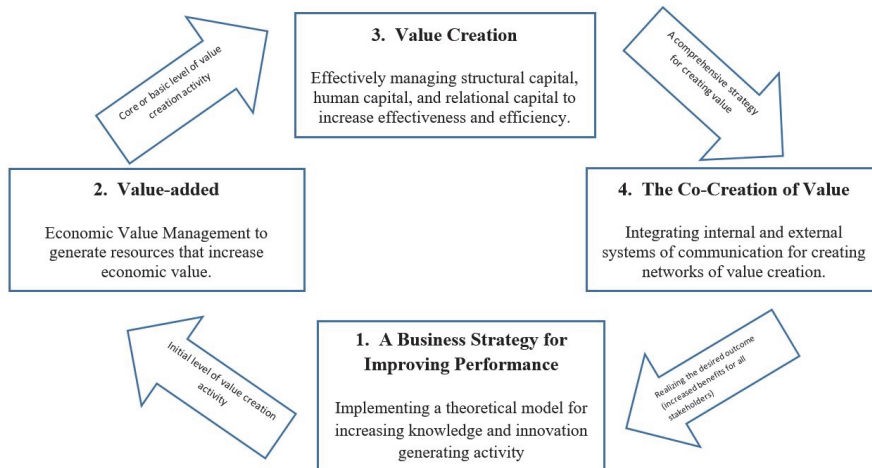 3. Value Creation
Effectively managing structural capital,
human capital, and relational capital to
increase effectiveness and efficiency.
A comprehensive strategy
for creating value
Core or basic level of value
creation activity
2. Value-added
Economic Value Management to
generate resources that increase
economic value.
4. The Co-Creation of Value
Integrating internal and external
systems of communication for creating
networks of value creation.
1. A Business Strategy for
Improving Performance
Implementing a theoretical model for
increasing knowledge and innovation
generating activity
Initial level of value creation
activity
Realizing the desired outcome
(increased benefits for all
stakeholders)